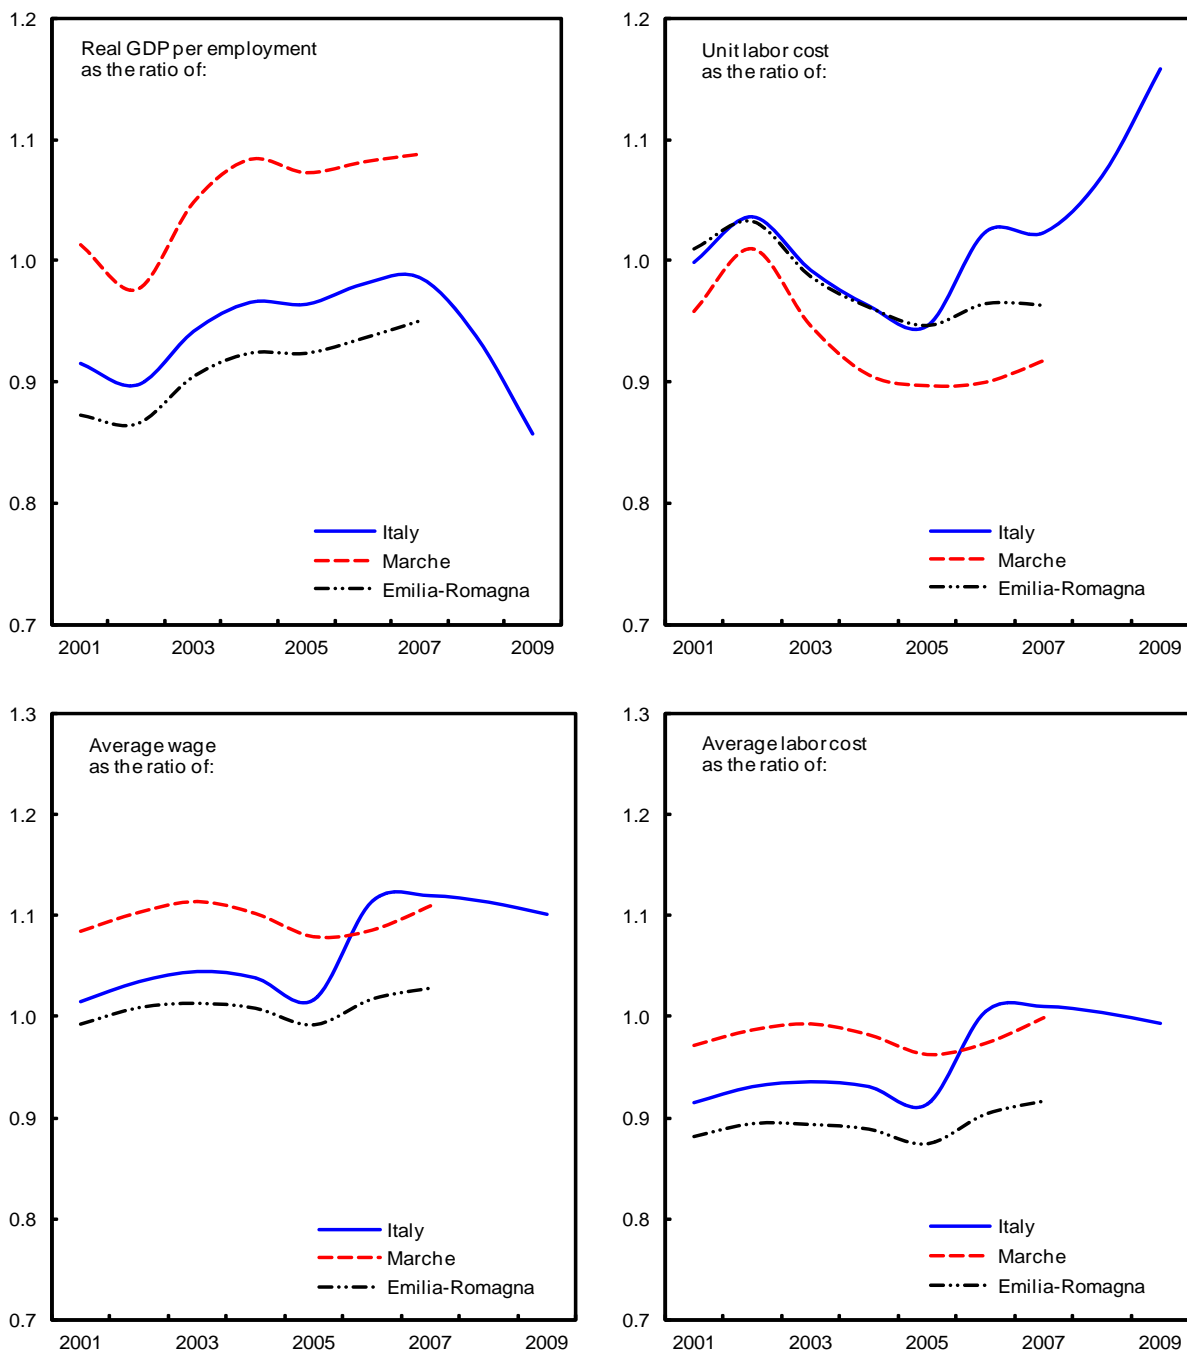 Real GDP per employment
as the ratio of:
1.2
1.1
1.0
0.9
0.8
0.7
Italy
Marche
Emilia-Romagna
2001 2003 2005 2007 2009
Unit labor cost
as the ratio of:
1.2
1.1
1.0
0.9
0.8
0.7
Italy
Marche
Emilia-Romagna
2001 2003 2005 2007 2009
Average wage
as the ratio of:
1.3
1.2
1.1
1.0
0.9
0.8
0.7
Italy
Marche
Emilia-Romagna
2001 2003 2005 2007 2009
Average labor cost
as the ratio of:
1.3
1.2
1.1
1.0
0.9
0.8
0.7
Italy
Marche
Emilia-Romagna
2001 2003 2005 2007 2009